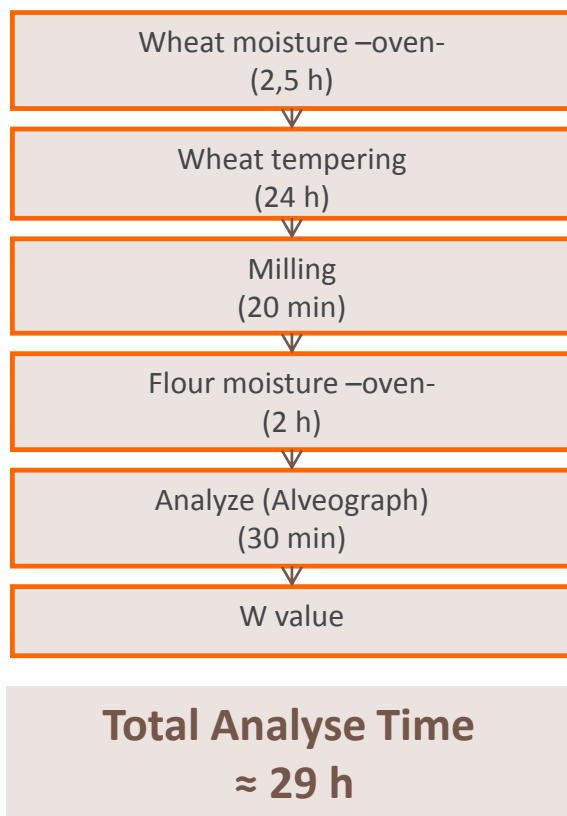 Wheat moisture –oven-
(2,5 h)
Wheat tempering
(24 h)
Milling
(20 min)
Flour moisture –oven-
(2 h)
Analyze (Alveograph)
(30 min)
W value
Total Analyse Time
≈ 29 h